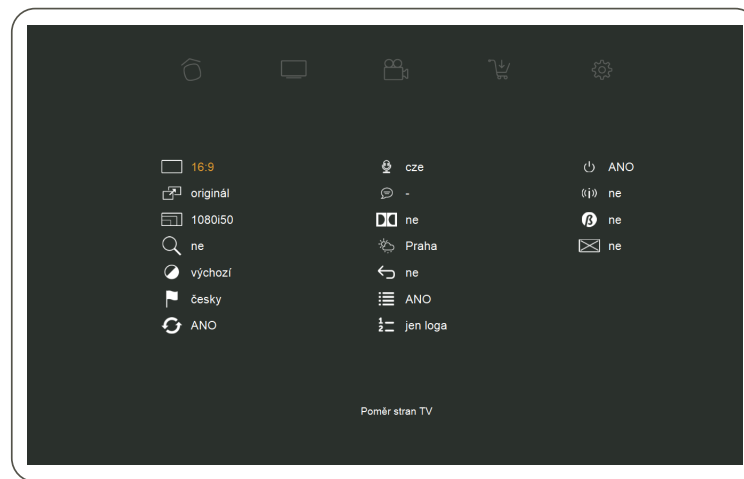 16:9
originál
1080i50
ne
výchozí
česky
ANO
cze
-
ne
Praha
ne
ANO
jen loga
ANO
ne
ne
ne
Poměr stran TV